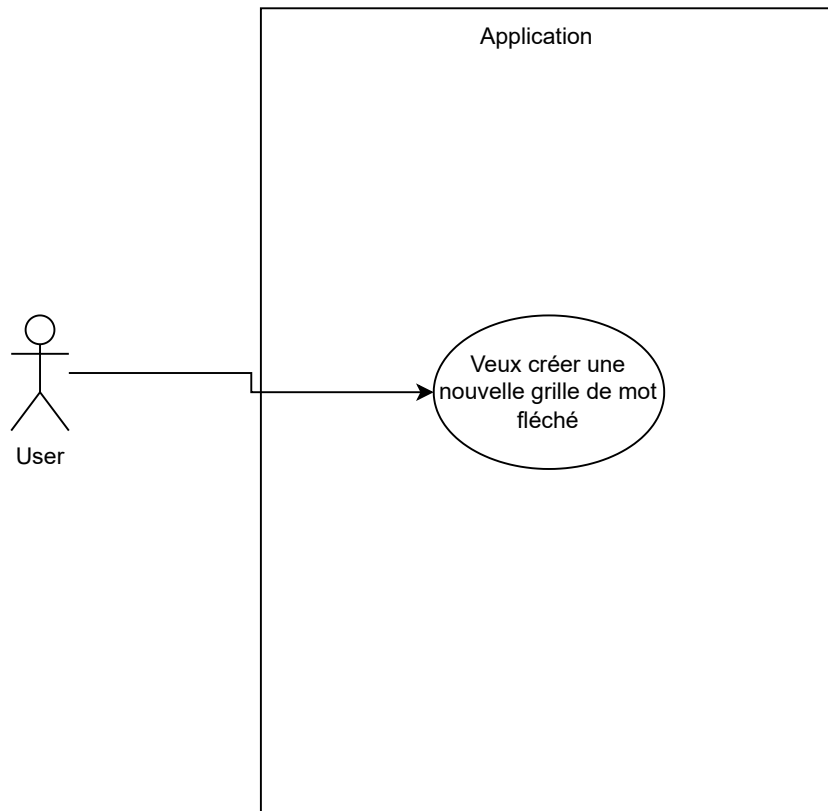 Application
Veux créer une
nouvelle grille de mot
fléché
User